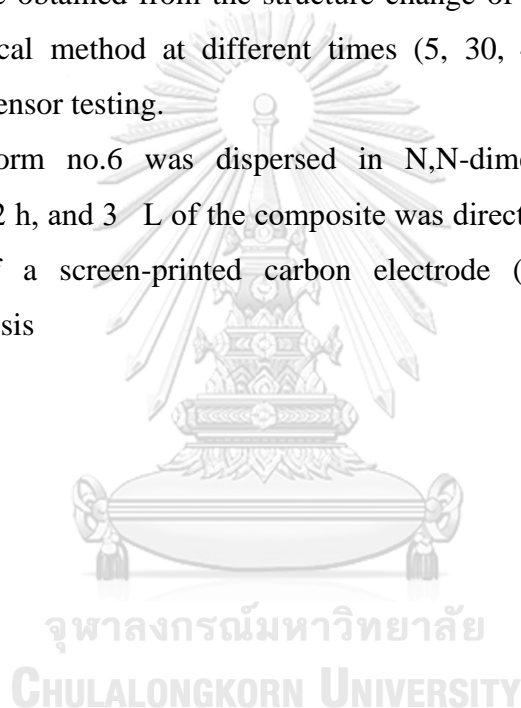 e obtained from the structure change of
cal method at different times (5, 30,
ensor testing.
orm no.6 was dispersed in N,N-dime
2 h, and 3 L of the composite was direct
f a screen-printed carbon electrode (
sis
จุฬาลงกรณ์มหาวิทยาลัย
CHULALONGKORN UNIVERSITY